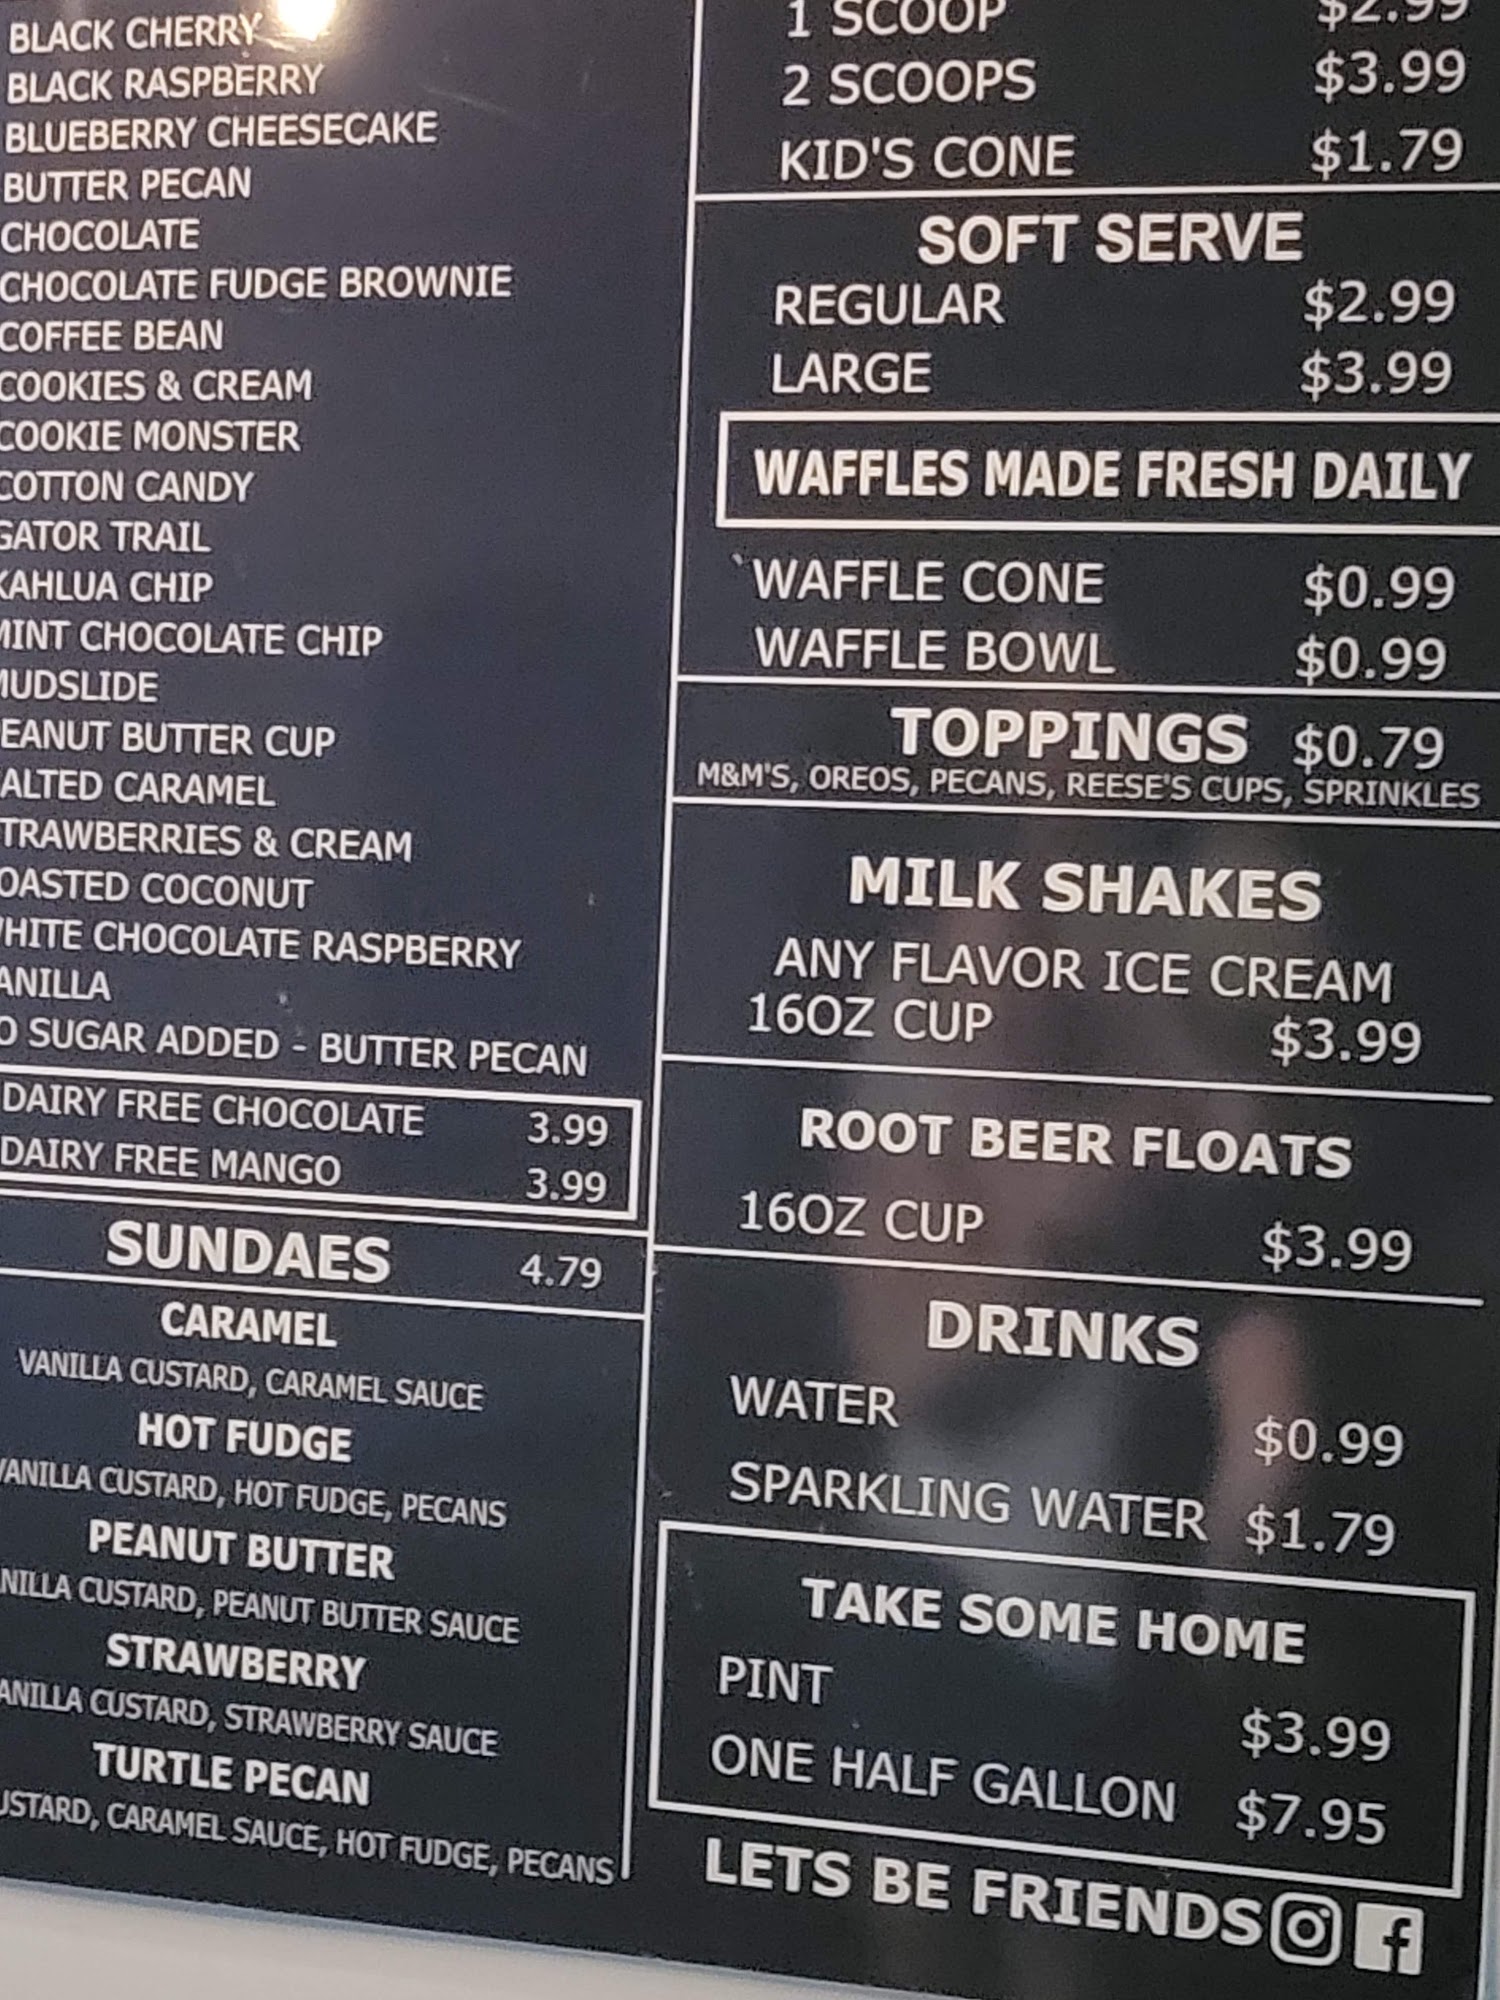 BLACK CHERRY
BLACK RASPBERRY
BLUEBERRY CHEESECAKE
BUTTER PECAN
CHOCOLATE
CHOCOLATE FUDGE BROWNIE
COFFEE BEAN
COOKIES & CREAM
COOKIE MONSTER
COTTON CANDY
GATOR TRAIL
KAHLUA CHIP
MINT CHOCOLATE CHIP
MUDSLIDE
EANUT BUTTER CUP
ALTED CARAMEL
TRAWBERRIES & CREAM
OASTED COCONUT
WHITE CHOCOLATE RASPBERRY
ANILLA
O SUGAR ADDED - BUTTER PECAN
DAIRY FREE CHOCOLATE 3.99
DAIRY FREE MANGO 3.99
SUNDAES 4.79
CARAMEL
VANILLA CUSTARD, CARAMEL SAUCE
HOT FUDGE
VANILLA CUSTARD, HOT FUDGE, PECANS
PEANUT BUTTER
NILLA CUSTARD, PEANUT BUTTER SAUCE
STRAWBERRY
ANILLA CUSTARD, STRAWBERRY SAUCE
TURTLE PECAN
USTARD, CARAMEL SAUCE, HOT FUDGE, PECANS
1 SCOOP $2.99
2 SCOOPS $3.99
KID'S CONE $1.79
SOFT SERVE
REGULAR $2.99
LARGE $3.99
WAFFLES MADE FRESH DAILY
WAFFLE CONE $0.99
WAFFLE BOWL $0.99
TOPPINGS $0.79
M&M'S, OREOS, PECANS, REESE'S CUPS, SPRINKLES
MILK SHAKES
ANY FLAVOR ICE CREAM
16OZ CUP $3.99
ROOT BEER FLOATS
16OZ CUP $3.99
DRINKS
WATER $0.99
SPARKLING WATER $1.79
TAKE SOME HOME
PINT $3.99
ONE HALF GALLON $7.95
LETS BE FRIENDS